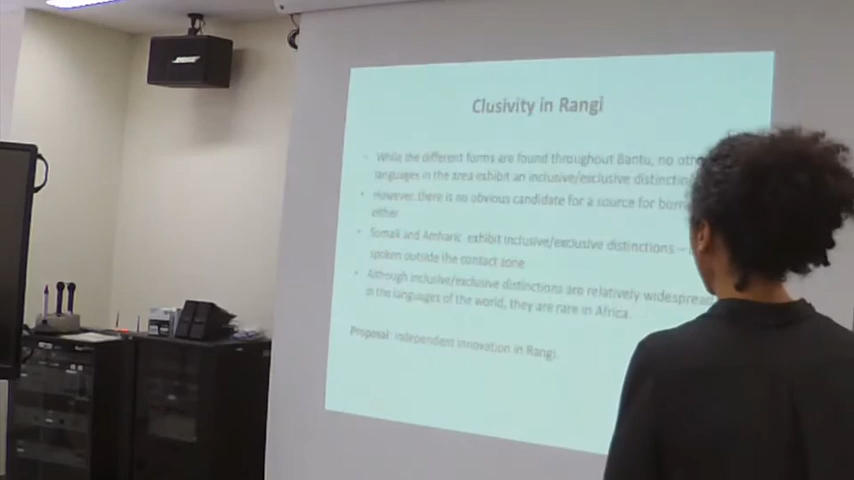 Clusivity in Rangi
While the different forms are found throughout Bantu, no othe
languages in the area exhibit an inclusive/exclusive distinctio
However, there is no obvious candidate for a source for borr
either
Somali and Amharic exhibit inclusive/exclusive distinctions –
spoken outside the contact zone
Although inclusive/exclusive distinctions are relatively widespread
in the languages of the world, they are rare in Africa.
Proposal: independent innovation in Rangi.